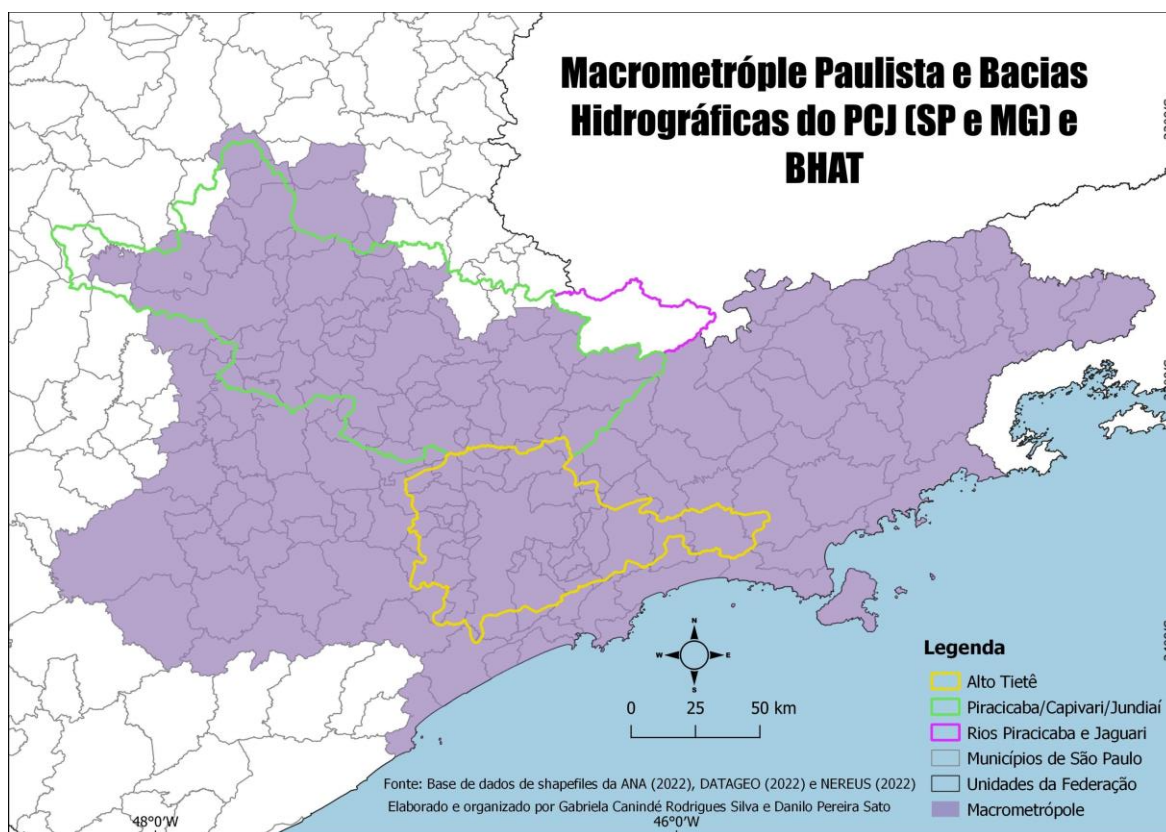 Macrometróple Paulista e Bacias
Hidrográficas do PCJ (SP e MG) e
BHAT
N
W E
S
0 25 50 km
Legenda
Alto Tietê
Piracicaba/Capivari/Jundiaí
Rios Piracicaba e Jaguari
Municípios de São Paulo
Unidades da Federação
Macrometrópole
Fonte: Base de dados de shapefiles da ANA (2022), DATAGEO (2022) e NEREUS (2022)
Elaborado e organizado por Gabriela Canindé Rodrigues Silva e Danilo Pereira Sato
48°0'W
46°0'W